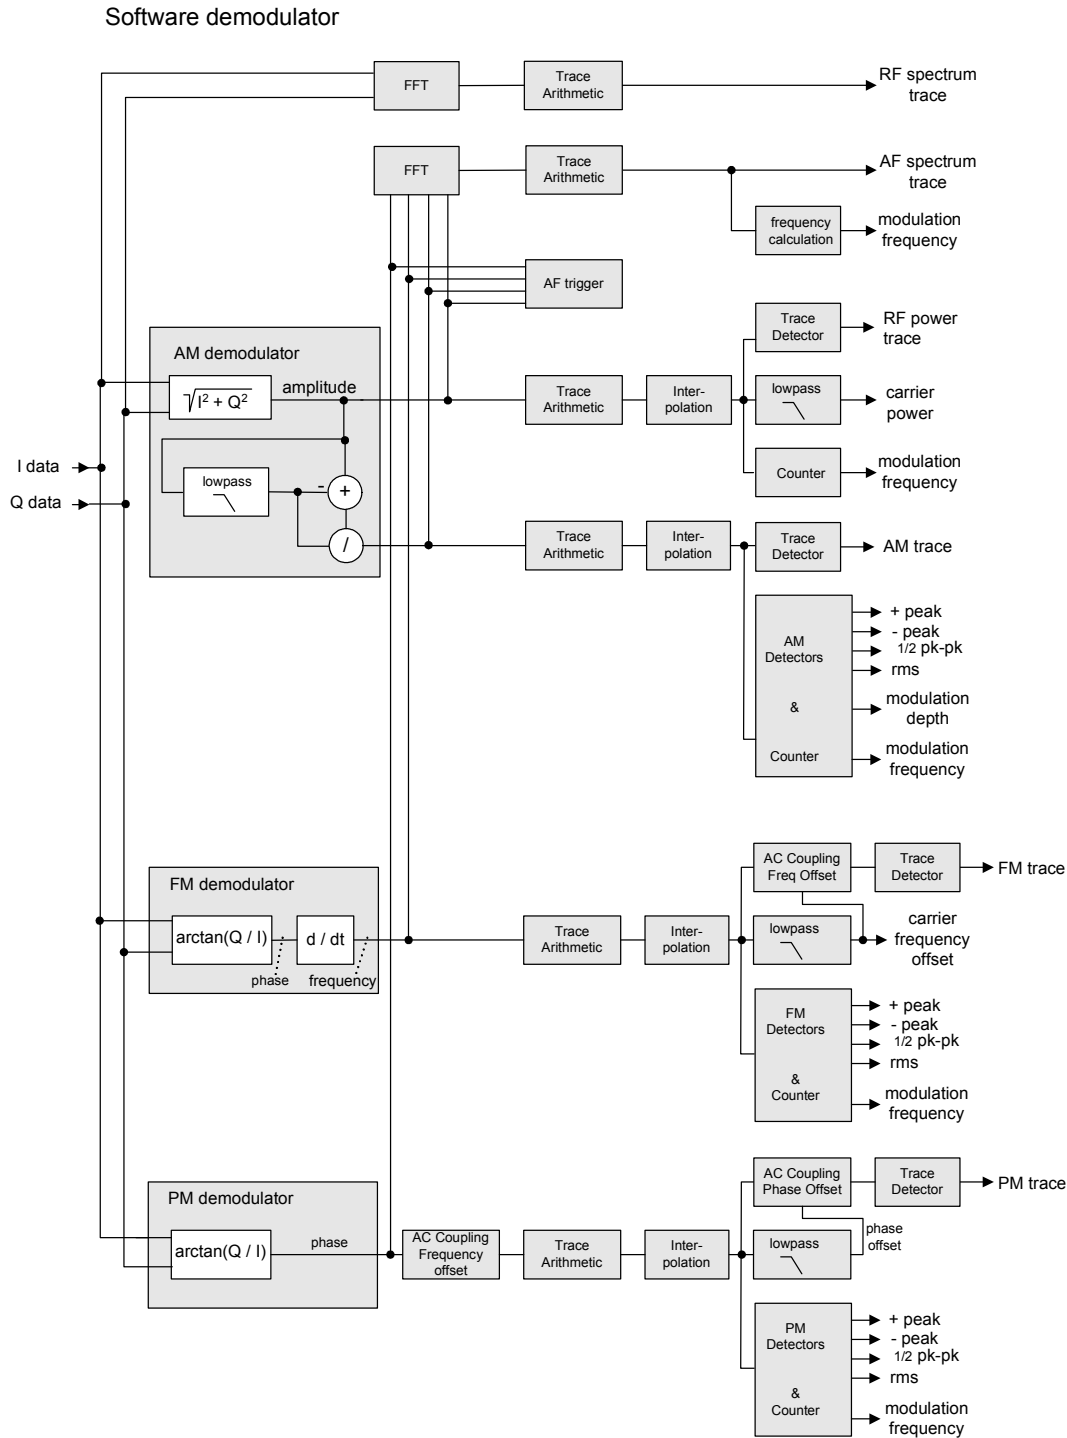 Software demodulator
FFT
Trace
Arithmetic
RF spectrum
trace
FFT
Trace
Arithmetic
AF spectrum
trace
frequency
calculation
modulation
frequency
AF trigger
Trace
Detector
RF power
trace
AM demodulator
√I² + Q²
amplitude
Trace
Arithmetic
Inter-
polation
lowpass
carrier
power
I data
Q data
lowpass
-
+
/
Counter
modulation
frequency
Trace
Arithmetic
Inter-
polation
Trace
Detector
AM trace
AM
Detectors
&
Counter
+ peak
- peak
1/2 pk-pk
rms
modulation
depth
modulation
frequency
AC Coupling
Freq Offset
Trace
Detector
FM trace
FM demodulator
arctan(Q / I)
d / dt
phase
frequency
Trace
Arithmetic
Inter-
polation
lowpass
carrier
frequency
offset
FM
Detectors
&
Counter
+ peak
- peak
1/2 pk-pk
rms
modulation
frequency
AC Coupling
Phase Offset
Trace
Detector
PM trace
PM demodulator
arctan(Q / I)
phase
AC Coupling
Frequency
offset
Trace
Arithmetic
Inter-
polation
lowpass
phase
offset
PM
Detectors
&
Counter
+ peak
- peak
1/2 pk-pk
rms
modulation
frequency